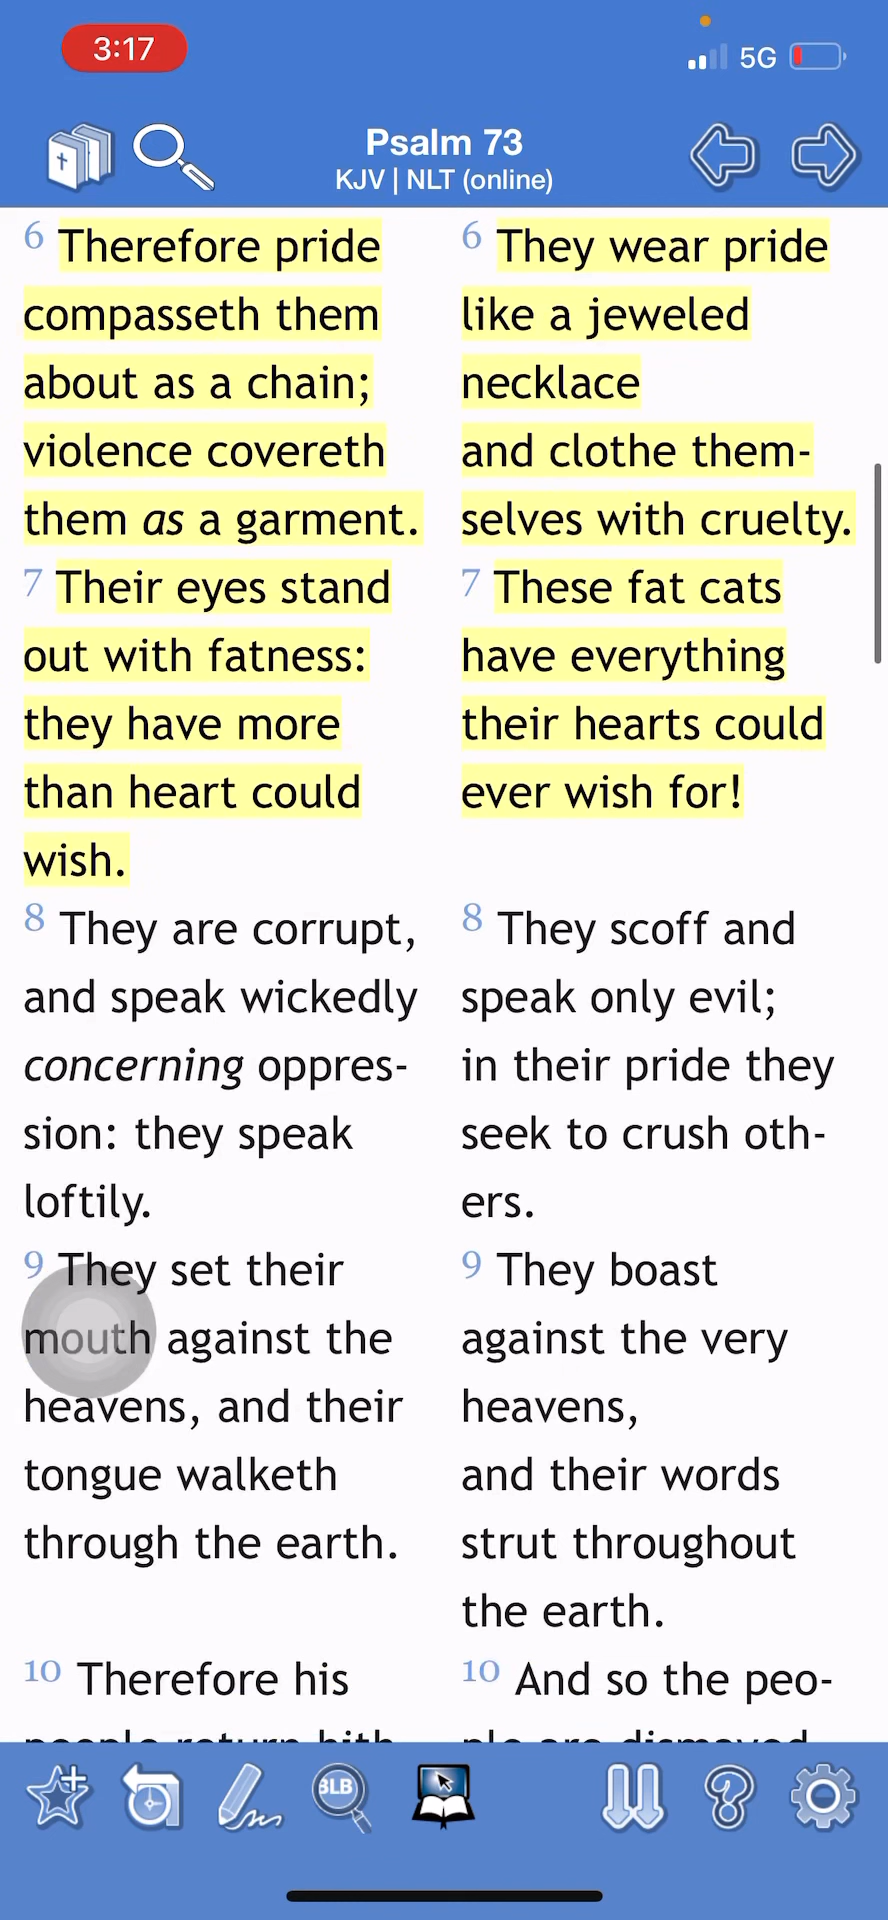 3:17
5G
Psalm 73
KJV | NLT (online)
6 Therefore pride
compasseth them
about as a chain;
violence covereth
them as a garment.
7 Their eyes stand
out with fatness:
they have more
than heart could
wish.
8 They are corrupt,
and speak wickedly
concerning oppres-
sion: they speak
loftily.
9 They set their
mouth against the
heavens, and their
tongue walketh
through the earth.
10 Therefore his
people return hith
6 They wear pride
like a jeweled
necklace
and clothe them-
selves with cruelty.
7 These fat cats
have everything
their hearts could
ever wish for!
8 They scoff and
speak only evil;
in their pride they
seek to crush oth-
ers.
9 They boast
against the very
heavens,
and their words
strut throughout
the earth.
10 And so the peo-
ple are dismayed
BLB